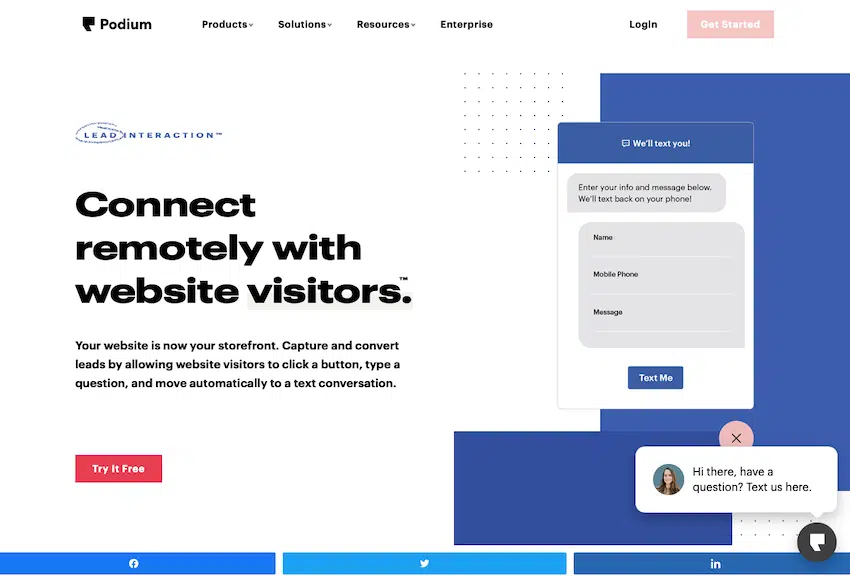 Podium
Products
Solutions
Resources
Enterprise
LogIn
Get Started
LEAD INTERACTION™
Connect
remotely with
website visitors.™
Your website is now your storefront. Capture and convert
leads by allowing website visitors to click a button, type a
question, and move automatically to a text conversation.
Try It Free
We'll text you!
Enter your info and message below.
We'll text back on your phone!
Name
Mobile Phone
Message
Text Me
Hi there, have a
question? Text us here.